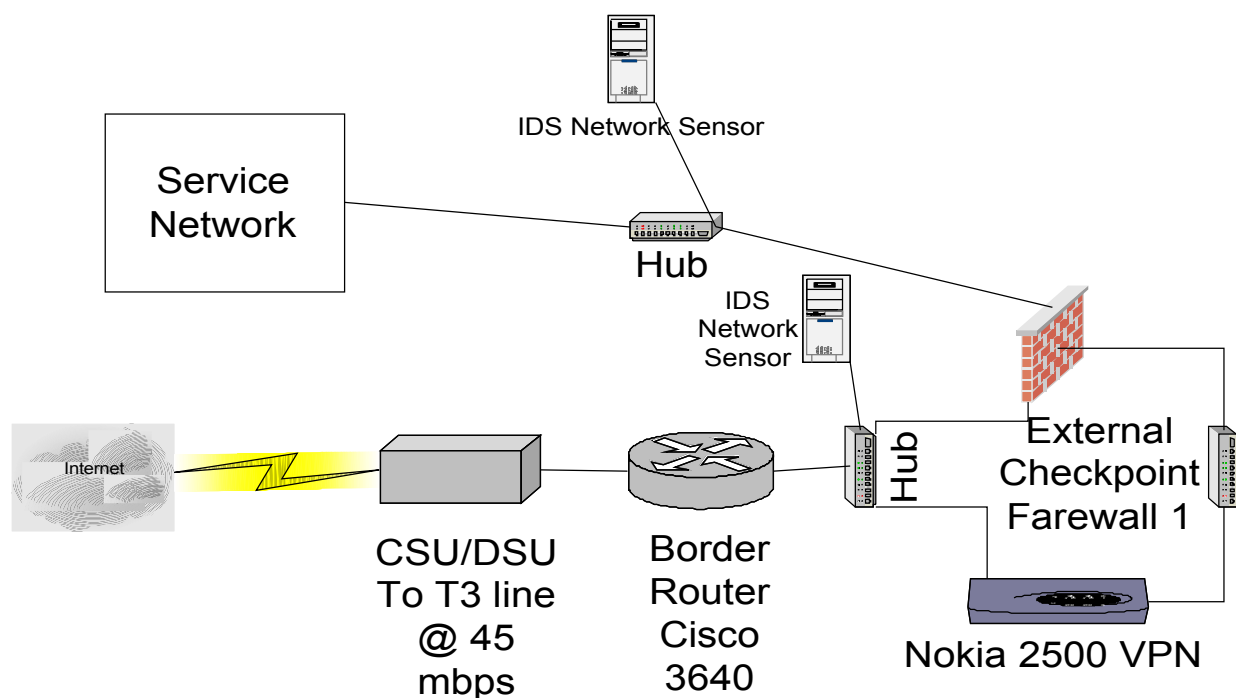 IDS Network Sensor
Service
Network
Hub
IDS
Network
Sensor
Internet
Hub
External
Checkpoint
Farewall 1
CSU/DSU
To T3 line
@ 45
mbps
Border
Router
Cisco
3640
Nokia 2500 VPN